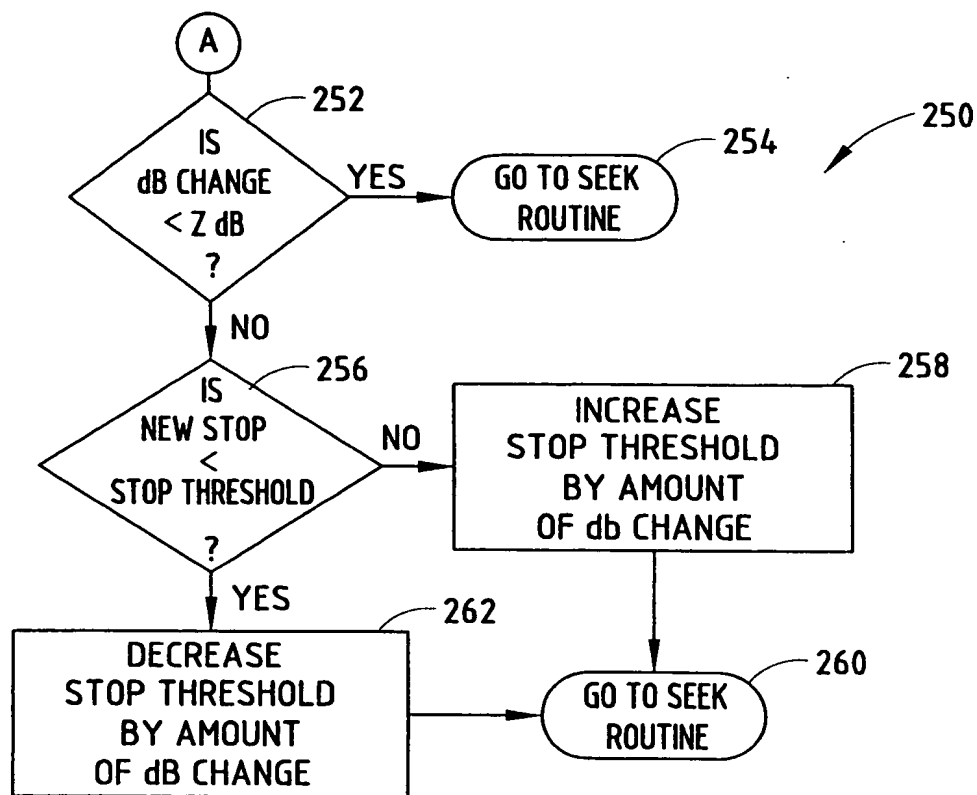 A
252
IS
dB CHANGE
< Z dB
?
YES
GO TO SEEK
ROUTINE
254
250
NO
256
IS
NEW STOP
<
STOP THRESHOLD
?
NO
258
INCREASE
STOP THRESHOLD
BY AMOUNT
OF db CHANGE
YES
262
DECREASE
STOP THRESHOLD
BY AMOUNT
OF dB CHANGE
GO TO SEEK
ROUTINE
260